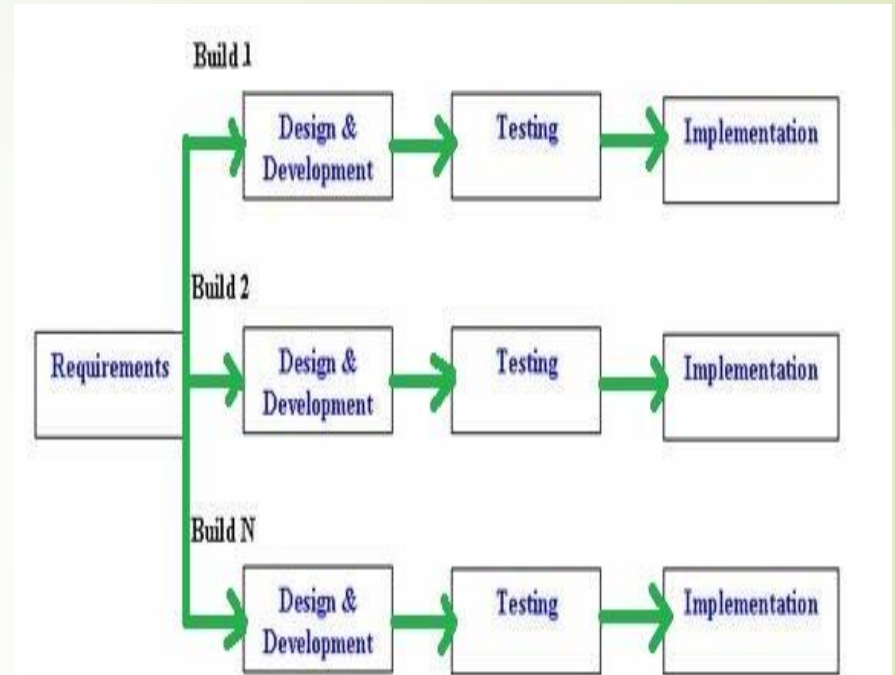 Build 1
Design &
Development
Testing
Implementation
Build 2
Requirements
Design &
Development
Testing
Implementation
Build N
Design &
Development
Testing
Implementation